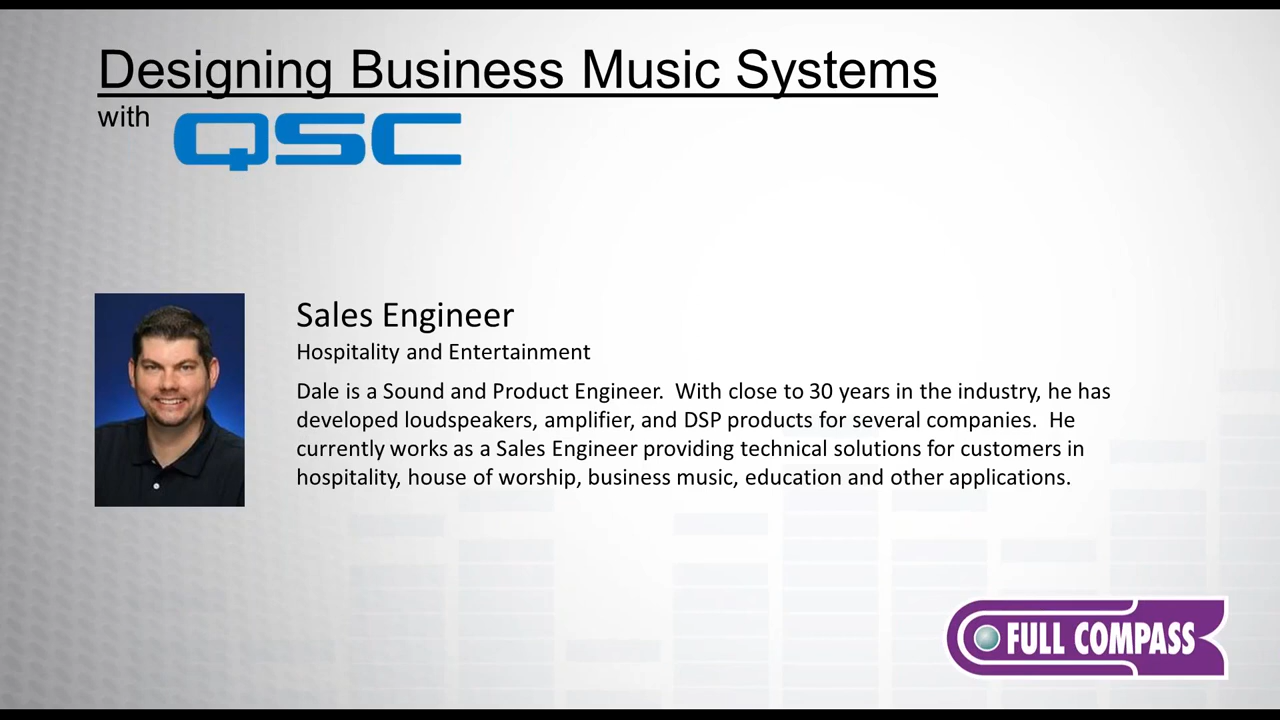 Designing Business Music Systems
with QSC
Sales Engineer
Hospitality and Entertainment
Dale is a Sound and Product Engineer.  With close to 30 years in the industry, he has
developed loudspeakers, amplifier, and DSP products for several companies.  He
currently works as a Sales Engineer providing technical solutions for customers in
hospitality, house of worship, business music, education and other applications.
FULL COMPASS